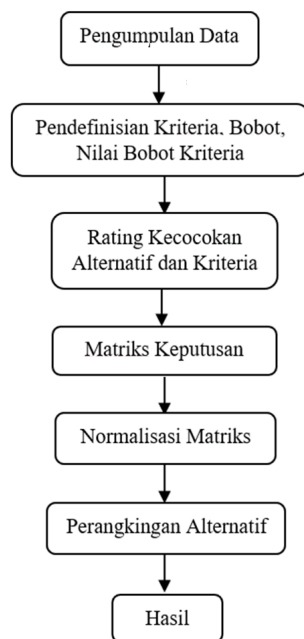 Pengumpulan Data
Pendefinisian Kriteria, Bobot,
Nilai Bobot Kriteria
Rating Kecocokan
Alternatif dan Kriteria
Matriks Keputusan
Normalisasi Matriks
Perangkingan Alternatif
Hasil